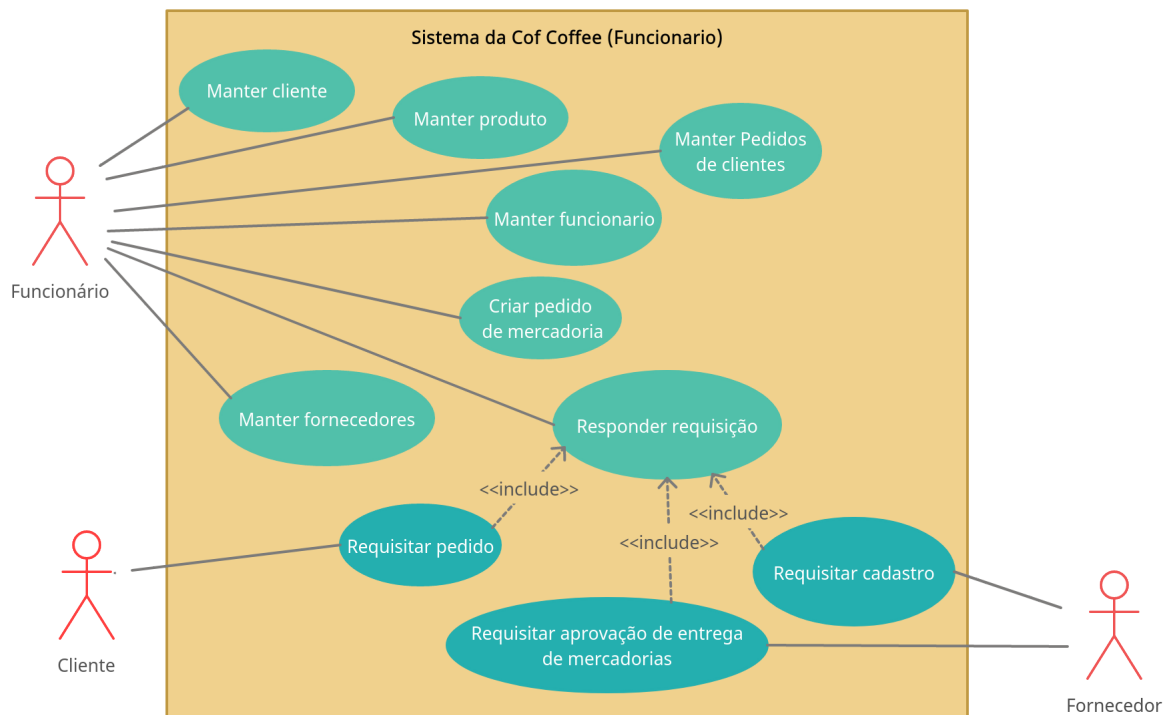 Sistema da Cof Coffee (Funcionario)
Manter cliente
Manter produto
Manter Pedidos
de clientes
Manter funcionario
Funcionário
Criar pedido
de mercadoria
Manter fornecedores
Responder requisição
<<include>>
<<include>>
<<include>>
Requisitar pedido
Requisitar cadastro
Requisitar aprovação de entrega
de mercadorias
Cliente
Fornecedor